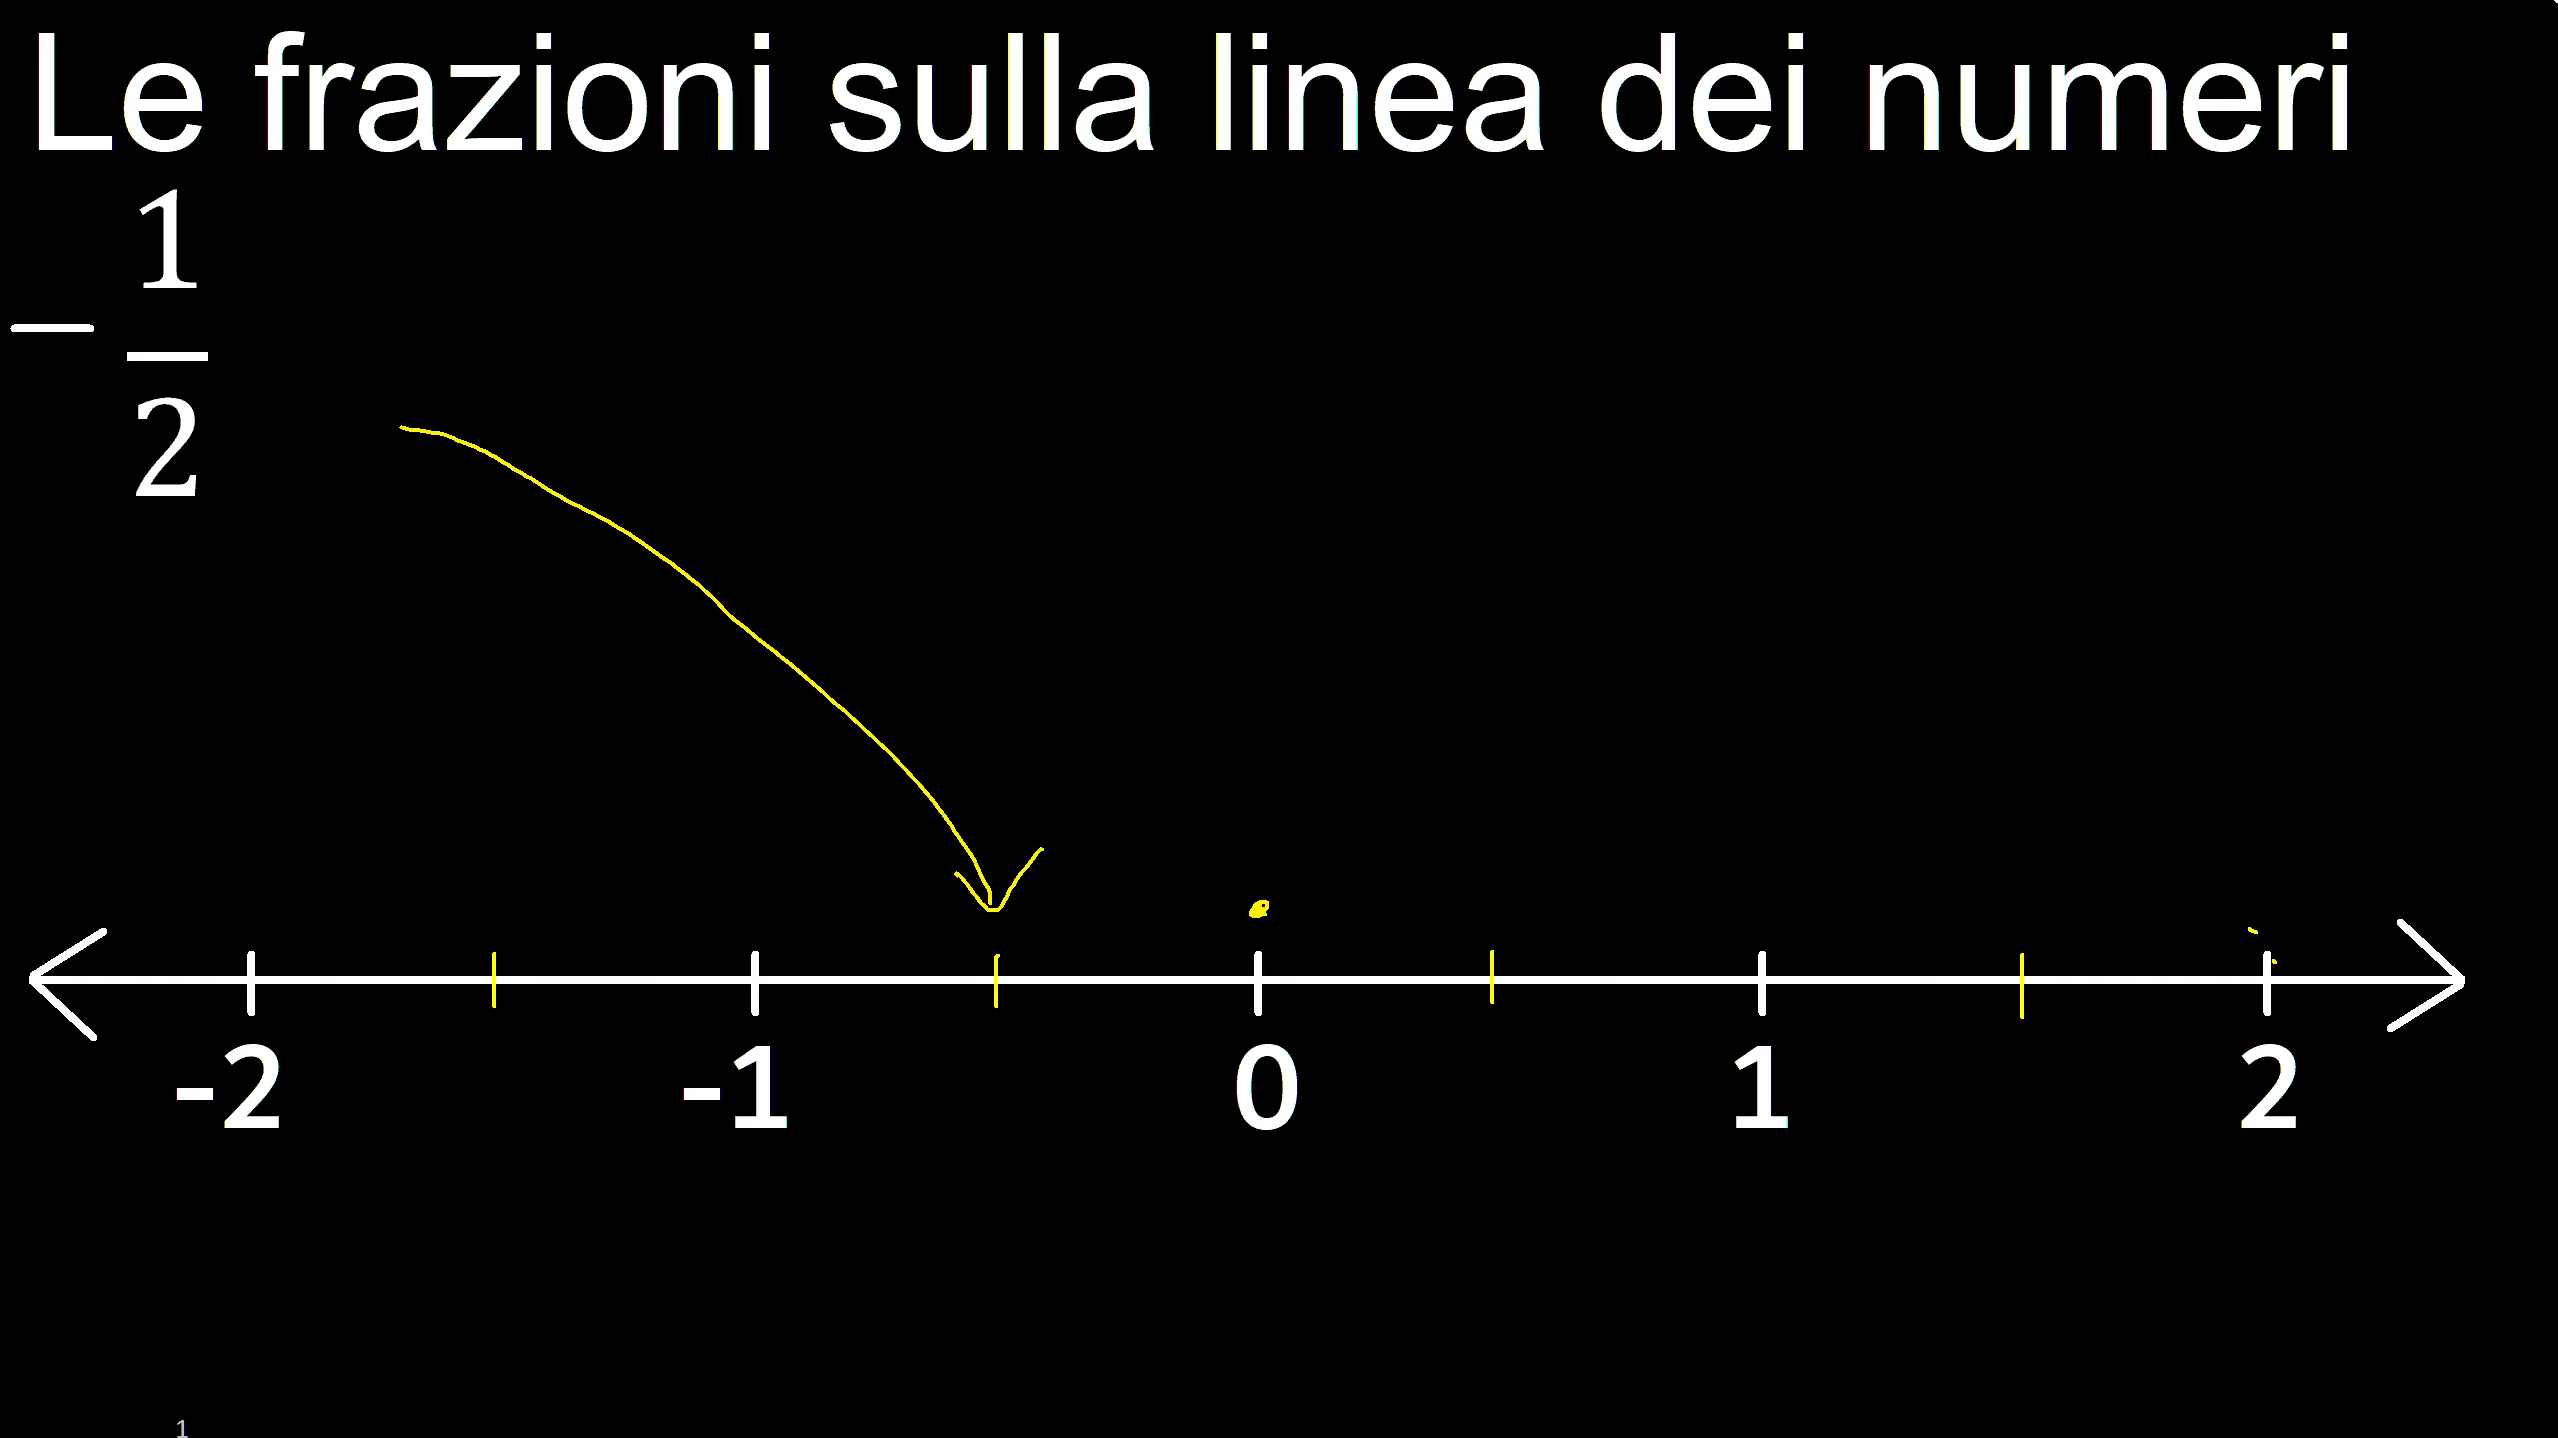 Le frazioni sulla linea dei numeri
− 1/2
-2 -1 0 1 2
1